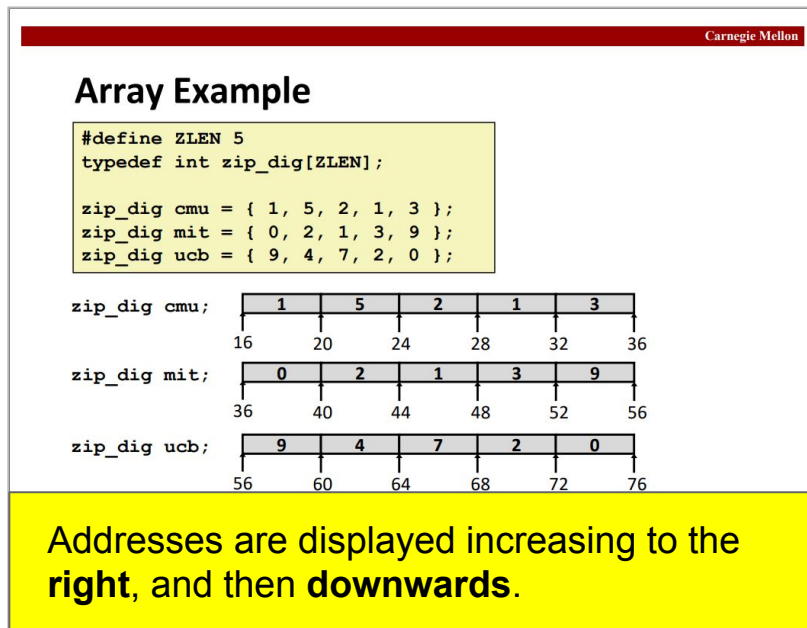 Carnegie Mellon
Array Example
#define ZLEN 5
typedef int zip_dig[ZLEN];
zip_dig cmu = { 1, 5, 2, 1, 3 };
zip_dig mit = { 0, 2, 1, 3, 9 };
zip_dig ucb = { 9, 4, 7, 2, 0 };
zip_dig cmu; 1 5 2 1 3
16 20 24 28 32 36
zip_dig mit; 0 2 1 3 9
36 40 44 48 52 56
zip_dig ucb; 9 4 7 2 0
56 60 64 68 72 76
Addresses are displayed increasing to the
right, and then downwards.